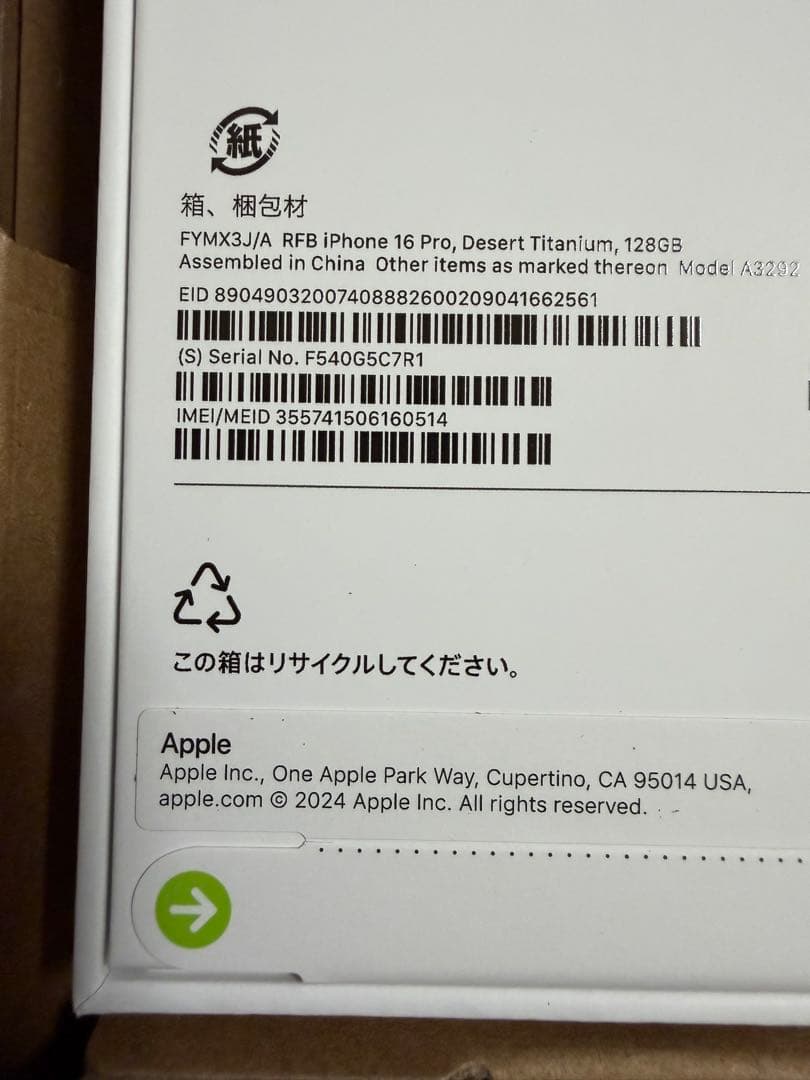 紙
箱、梱包材
FYMX3J/A RFB iPhone 16 Pro, Desert Titanium, 128GB
Assembled in China Other items as marked thereon Model A3292
EID 89049032007408882600209041662561
(S) Serial No. F540G5C7R1
IMEI/MEID 355741506160514
この箱はリサイクルしてください。
Apple
Apple Inc., One Apple Park Way, Cupertino, CA 95014 USA,
apple.com © 2024 Apple Inc. All rights reserved.